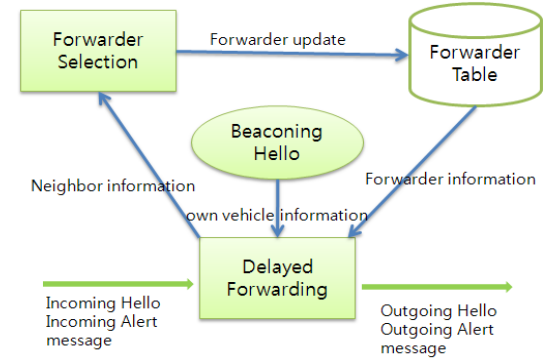 Forwarder
Selection
Forwarder update
Forwarder
Table
Beaconing
Hello
Neighbor information
Forwarder information
own vehicle information
Delayed
Forwarding
Incoming Hello
Incoming Alert
message
Outgoing Hello
Outgoing Alert
message